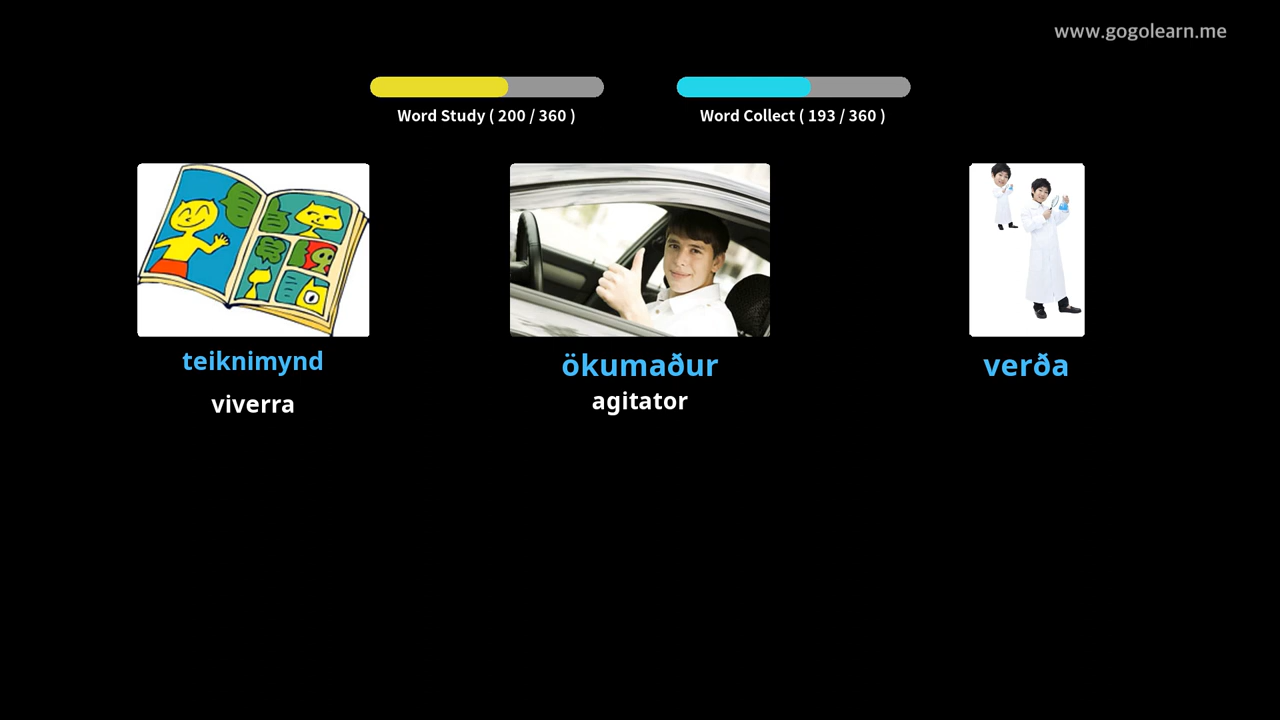 www.gogolearn.me
Word Study ( 200 / 360 )
Word Collect ( 193 / 360 )
teiknimynd
viverra
ökumaður
agitator
verða